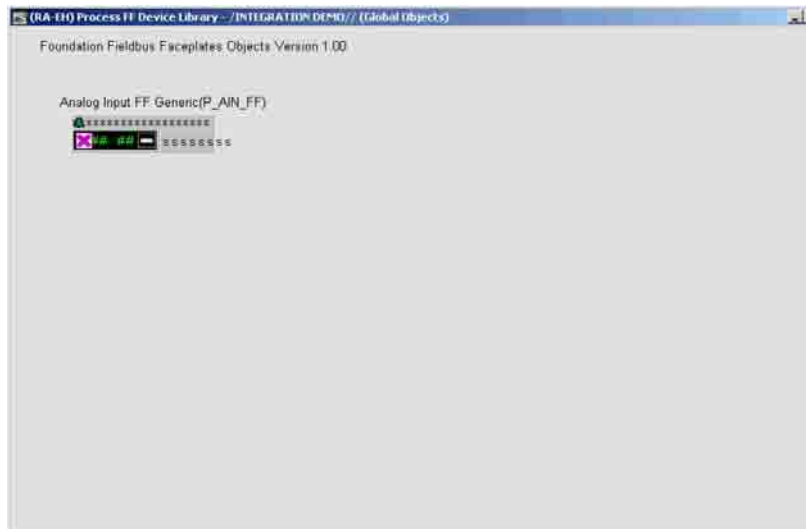 (RA-EH) Process FF Device Library - /INTEGRATION DEMO// (Global Objects)
Foundation Fieldbus Faceplates Objects Version 1.00
Analog Input FF Generic(P_AIN_FF)
## ## ssssssss